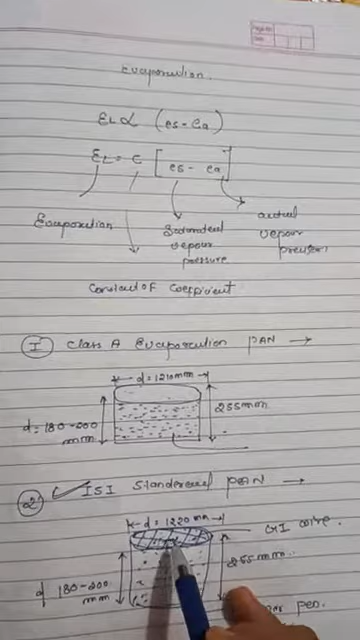 Evaporation.
EL α (es - ea)
EL = C [es - ea]
Evaporation
Saturated vapour pressure
actual vapour pressure
Constant OF Coefficient
I Class A Evaporation PAN →
d = 1210 mm
d = 180-200 mm
255 mm
2 ISI Standerend PAN →
d = 1220 mm
GI wire.
d 180-200 mm
255 mm.
pen.